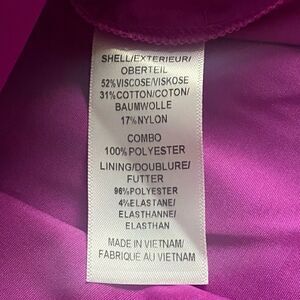 SHELL/EXTERIEUR/
OBERTEIL
52%VISCOSE/VISKOSE
31%COTTON/COTON/
BAUMWOLLE
17%NYLON
COMBO
100%POLYESTER
LINING/DOUBLURE/
FUTTER
96%POLYESTER
4%ELASTANE/
ELASTHANNE/
ELASTHAN
MADE IN VIETNAM/
FABRIQUE AU VIETNAM